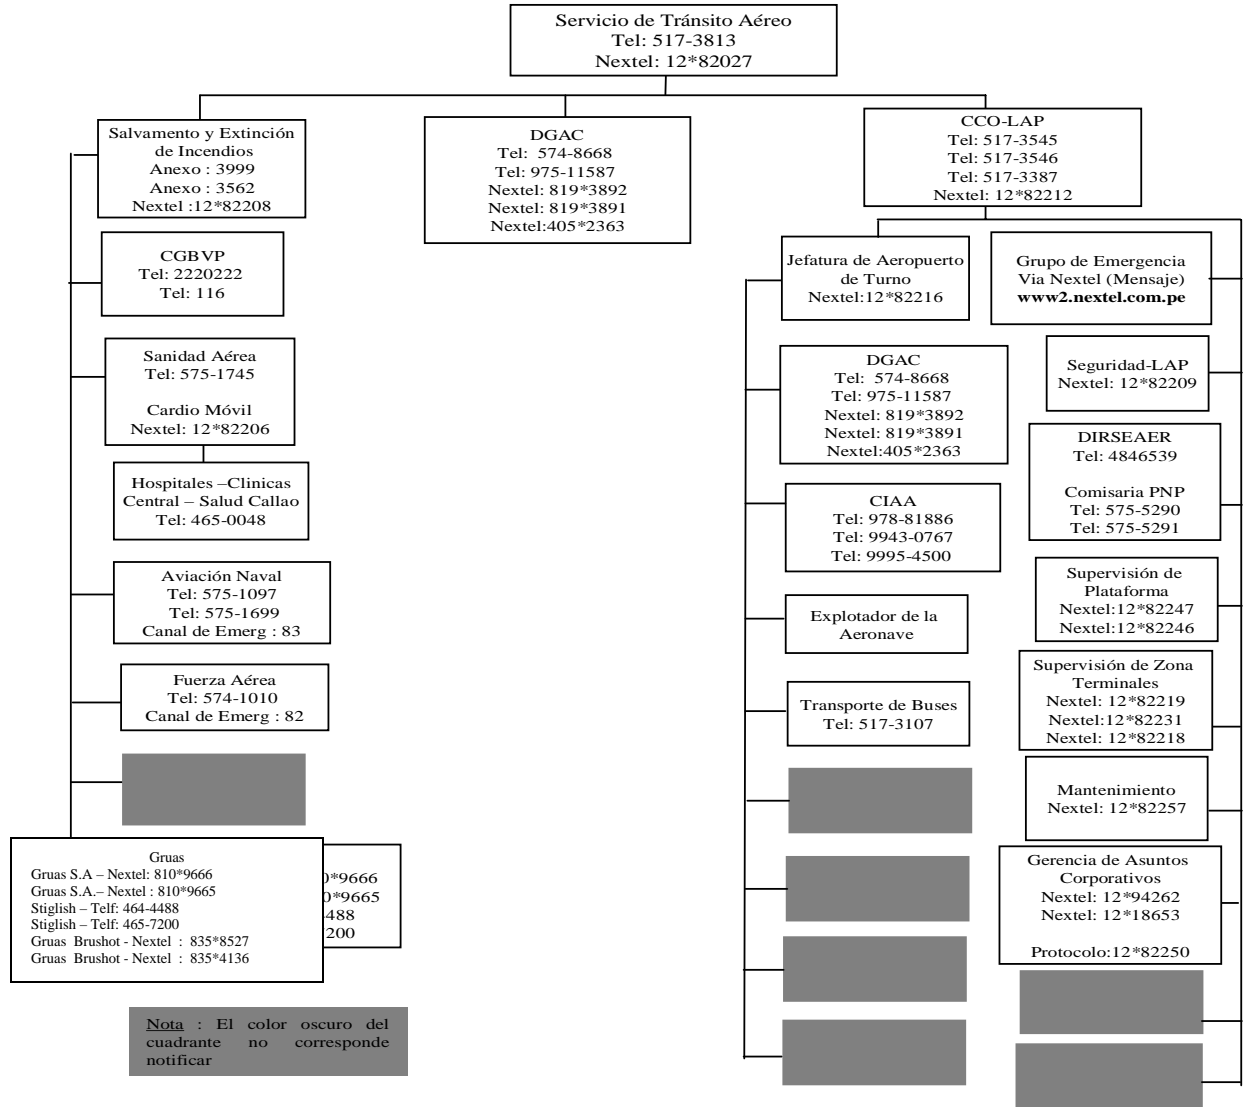 Servicio de Tránsito Aéreo
Tel: 517-3813
Nextel: 12*82027
Salvamento y Extinción
de Incendios
Anexo : 3999
Anexo : 3562
Nextel :12*82208
DGAC
Tel: 574-8668
Tel: 975-11587
Nextel: 819*3892
Nextel: 819*3891
Nextel:405*2363
CCO-LAP
Tel: 517-3545
Tel: 517-3546
Tel: 517-3387
Nextel: 12*82212
CGBVP
Tel: 2220222
Tel: 116
Sanidad Aérea
Tel: 575-1745
Cardio Móvil
Nextel: 12*82206
Hospitales –Clinicas
Central – Salud Callao
Tel: 465-0048
Aviación Naval
Tel: 575-1097
Tel: 575-1699
Canal de Emerg : 83
Fuerza Aérea
Tel: 574-1010
Canal de Emerg : 82
Gruas
Gruas S.A – Nextel: 810*9666
Gruas S.A.– Nextel : 810*9665
Stiglish – Telf: 464-4488
Stiglish – Telf: 465-7200
Gruas Brushot - Nextel : 835*8527
Gruas Brushot - Nextel : 835*4136
0*9666
0*9665
4488
200
Nota : El color oscuro del
cuadrante no corresponde
notificar
Jefatura de Aeropuerto
de Turno
Nextel:12*82216
DGAC
Tel: 574-8668
Tel: 975-11587
Nextel: 819*3892
Nextel: 819*3891
Nextel:405*2363
CIAA
Tel: 978-81886
Tel: 9943-0767
Tel: 9995-4500
Explotador de la
Aeronave
Transporte de Buses
Tel: 517-3107
Grupo de Emergencia
Via Nextel (Mensaje)
www2.nextel.com.pe
Seguridad-LAP
Nextel: 12*82209
DIRSEAER
Tel: 4846539
Comisaria PNP
Tel: 575-5290
Tel: 575-5291
Supervisión de
Plataforma
Nextel:12*82247
Nextel:12*82246
Supervisión de Zona
Terminales
Nextel: 12*82219
Nextel:12*82231
Nextel: 12*82218
Mantenimiento
Nextel: 12*82257
Gerencia de Asuntos
Corporativos
Nextel: 12*94262
Nextel: 12*18653
Protocolo:12*82250